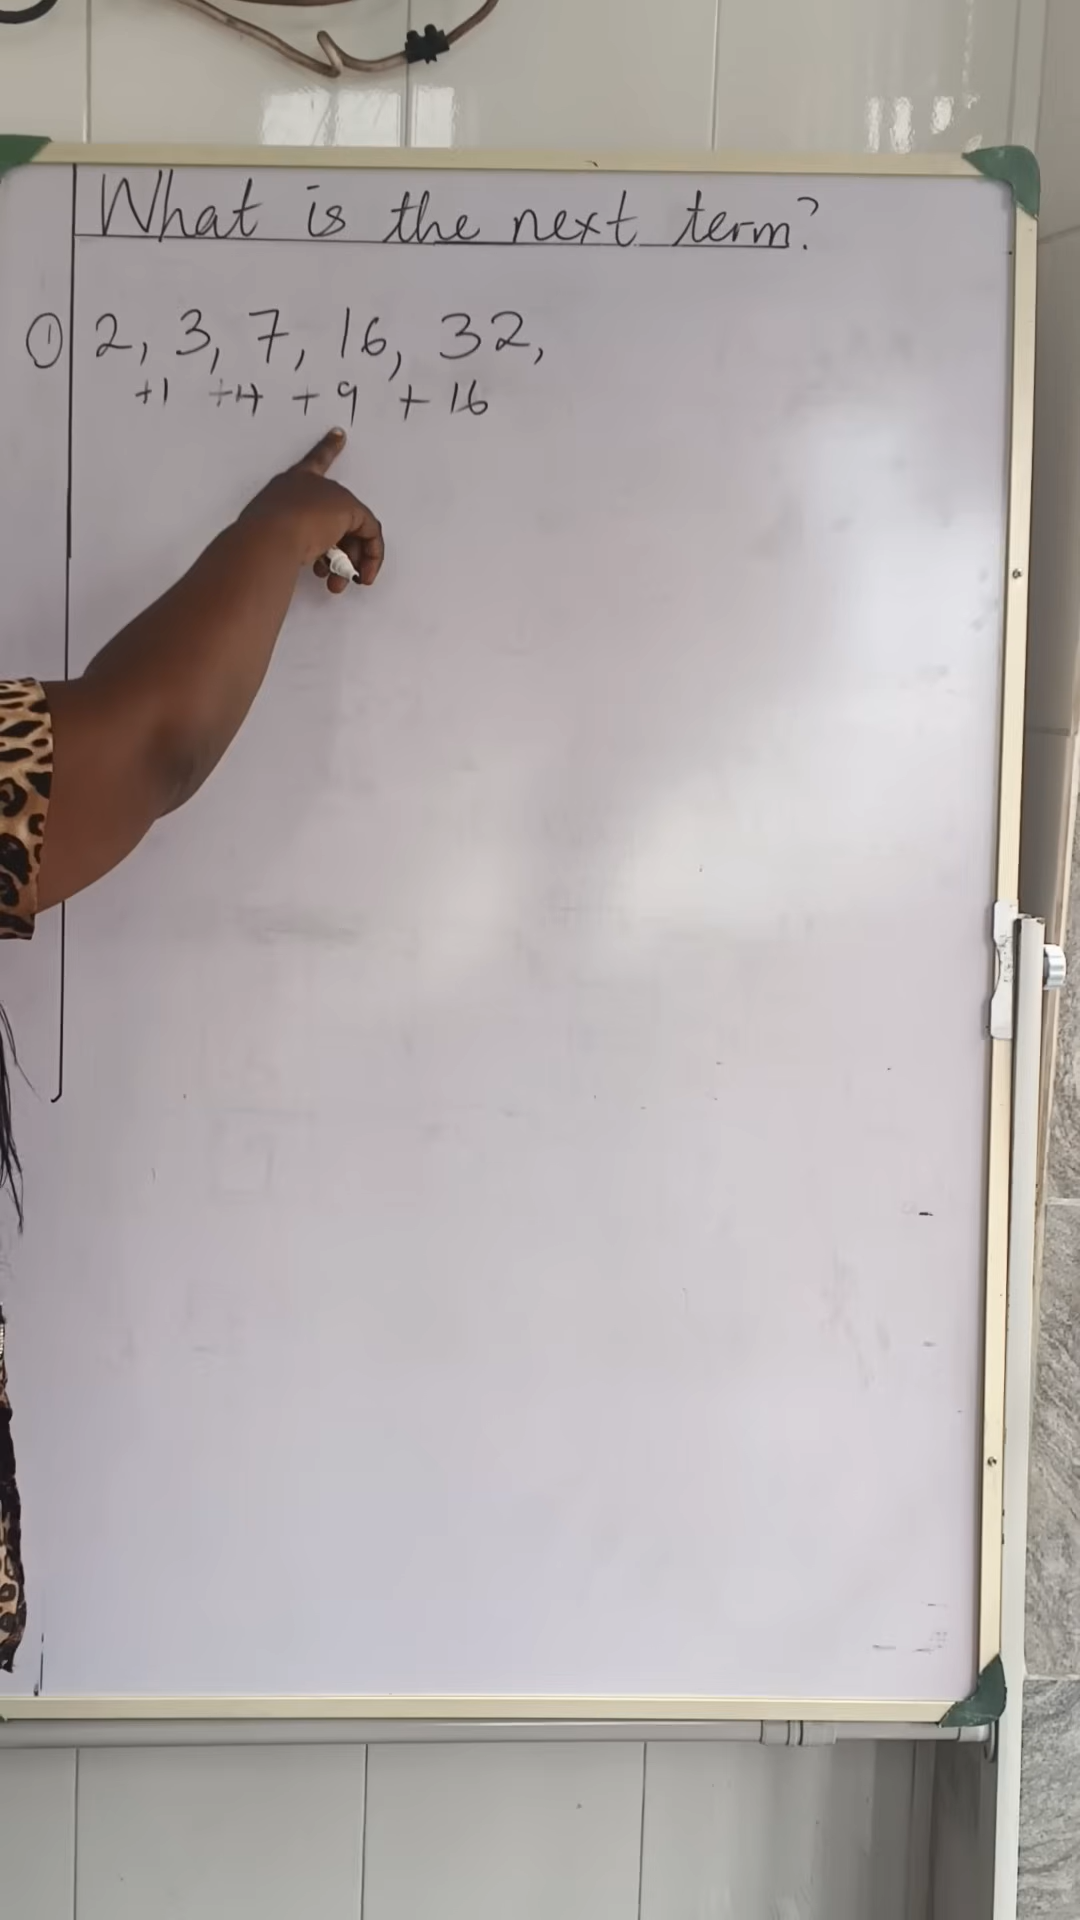 What is the next term?
① 2, 3, 7, 16, 32,
+1 +4 +9 +16